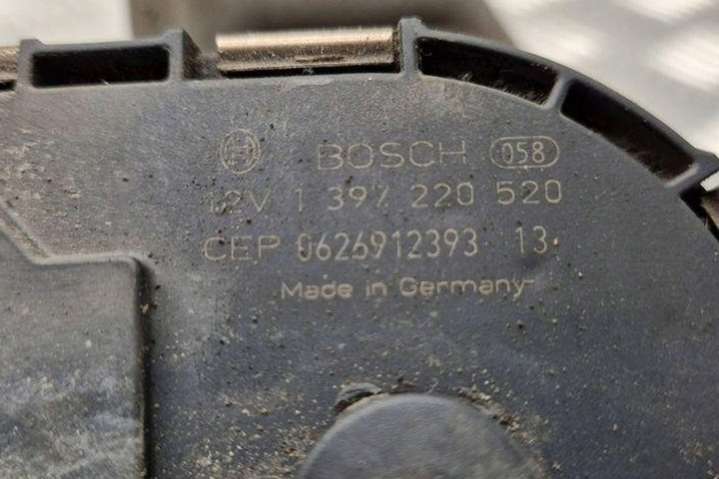 BOSCH 058
12V 1 397 220 520
CEP 0626912393 13
Made in Germany